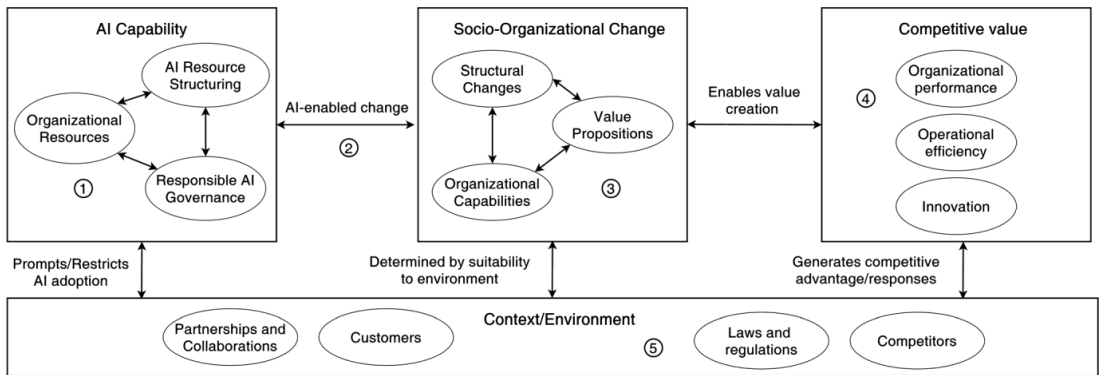 AI Capability
AI Resource
Structuring
Organizational
Resources
Responsible AI
Governance
①
AI-enabled change
②
Socio-Organizational Change
Structural
Changes
Value
Propositions
Organizational
Capabilities
③
Enables value
creation
Competitive value
④
Organizational
performance
Operational
efficiency
Innovation
Prompts/Restricts
AI adoption
Determined by suitability
to environment
Generates competitive
advantage/responses
Context/Environment
Partnerships and
Collaborations
Customers
⑤
Laws and
regulations
Competitors